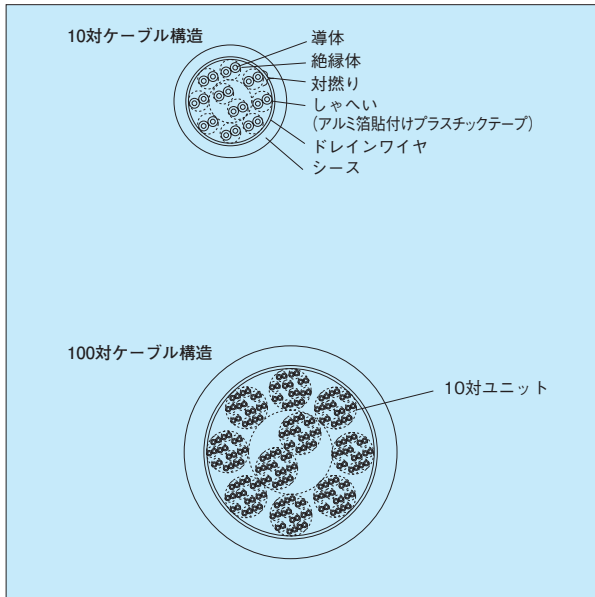 10対ケーブル構造
導体
絶縁体
対撚り
しゃへい
(アルミ箔貼付けプラスチックテープ)
ドレインワイヤ
シース
100対ケーブル構造
10対ユニット